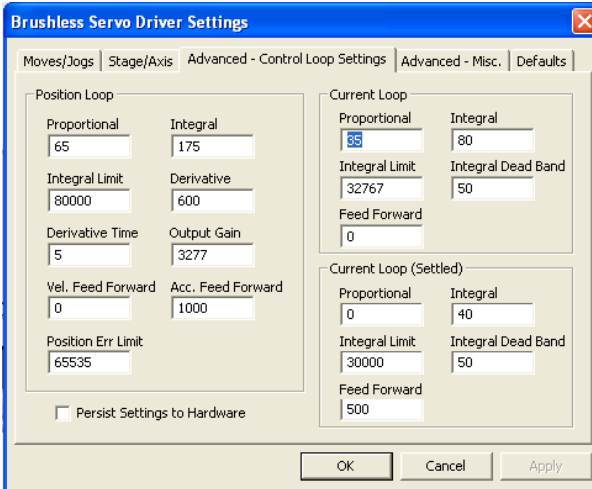 Brushless Servo Driver Settings
Moves/Jogs Stage/Axis Advanced - Control Loop Settings Advanced - Misc. Defaults
Position Loop
Proportional Integral
65 175
Integral Limit Derivative
80000 600
Derivative Time Output Gain
5 3277
Vel. Feed Forward Acc. Feed Forward
0 1000
Position Err Limit
65535
Persist Settings to Hardware
Current Loop
Proportional Integral
35 80
Integral Limit Integral Dead Band
32767 50
Feed Forward
0
Current Loop (Settled)
Proportional Integral
0 40
Integral Limit Integral Dead Band
30000 50
Feed Forward
500
OK Cancel Apply